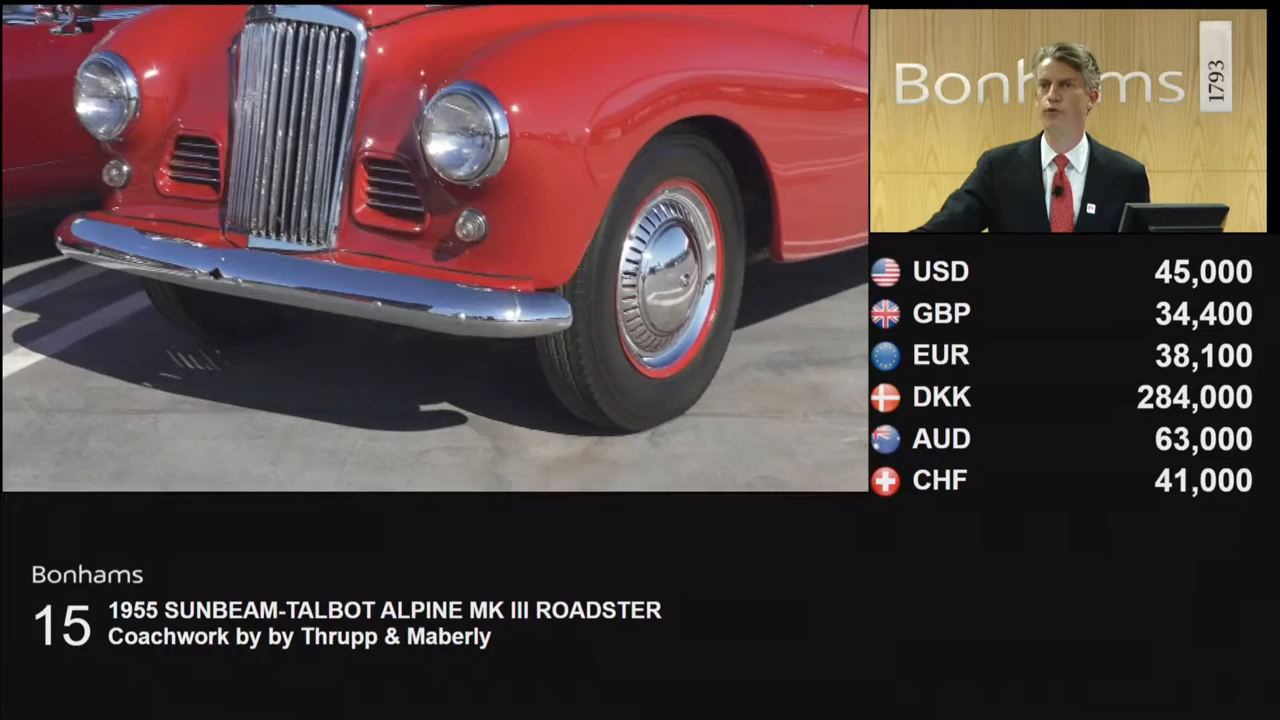 Bonhams
1793
USD 45,000
GBP 34,400
EUR 38,100
DKK 284,000
AUD 63,000
CHF 41,000
Bonhams
15
1955 SUNBEAM-TALBOT ALPINE MK III ROADSTER
Coachwork by by Thrupp & Maberly